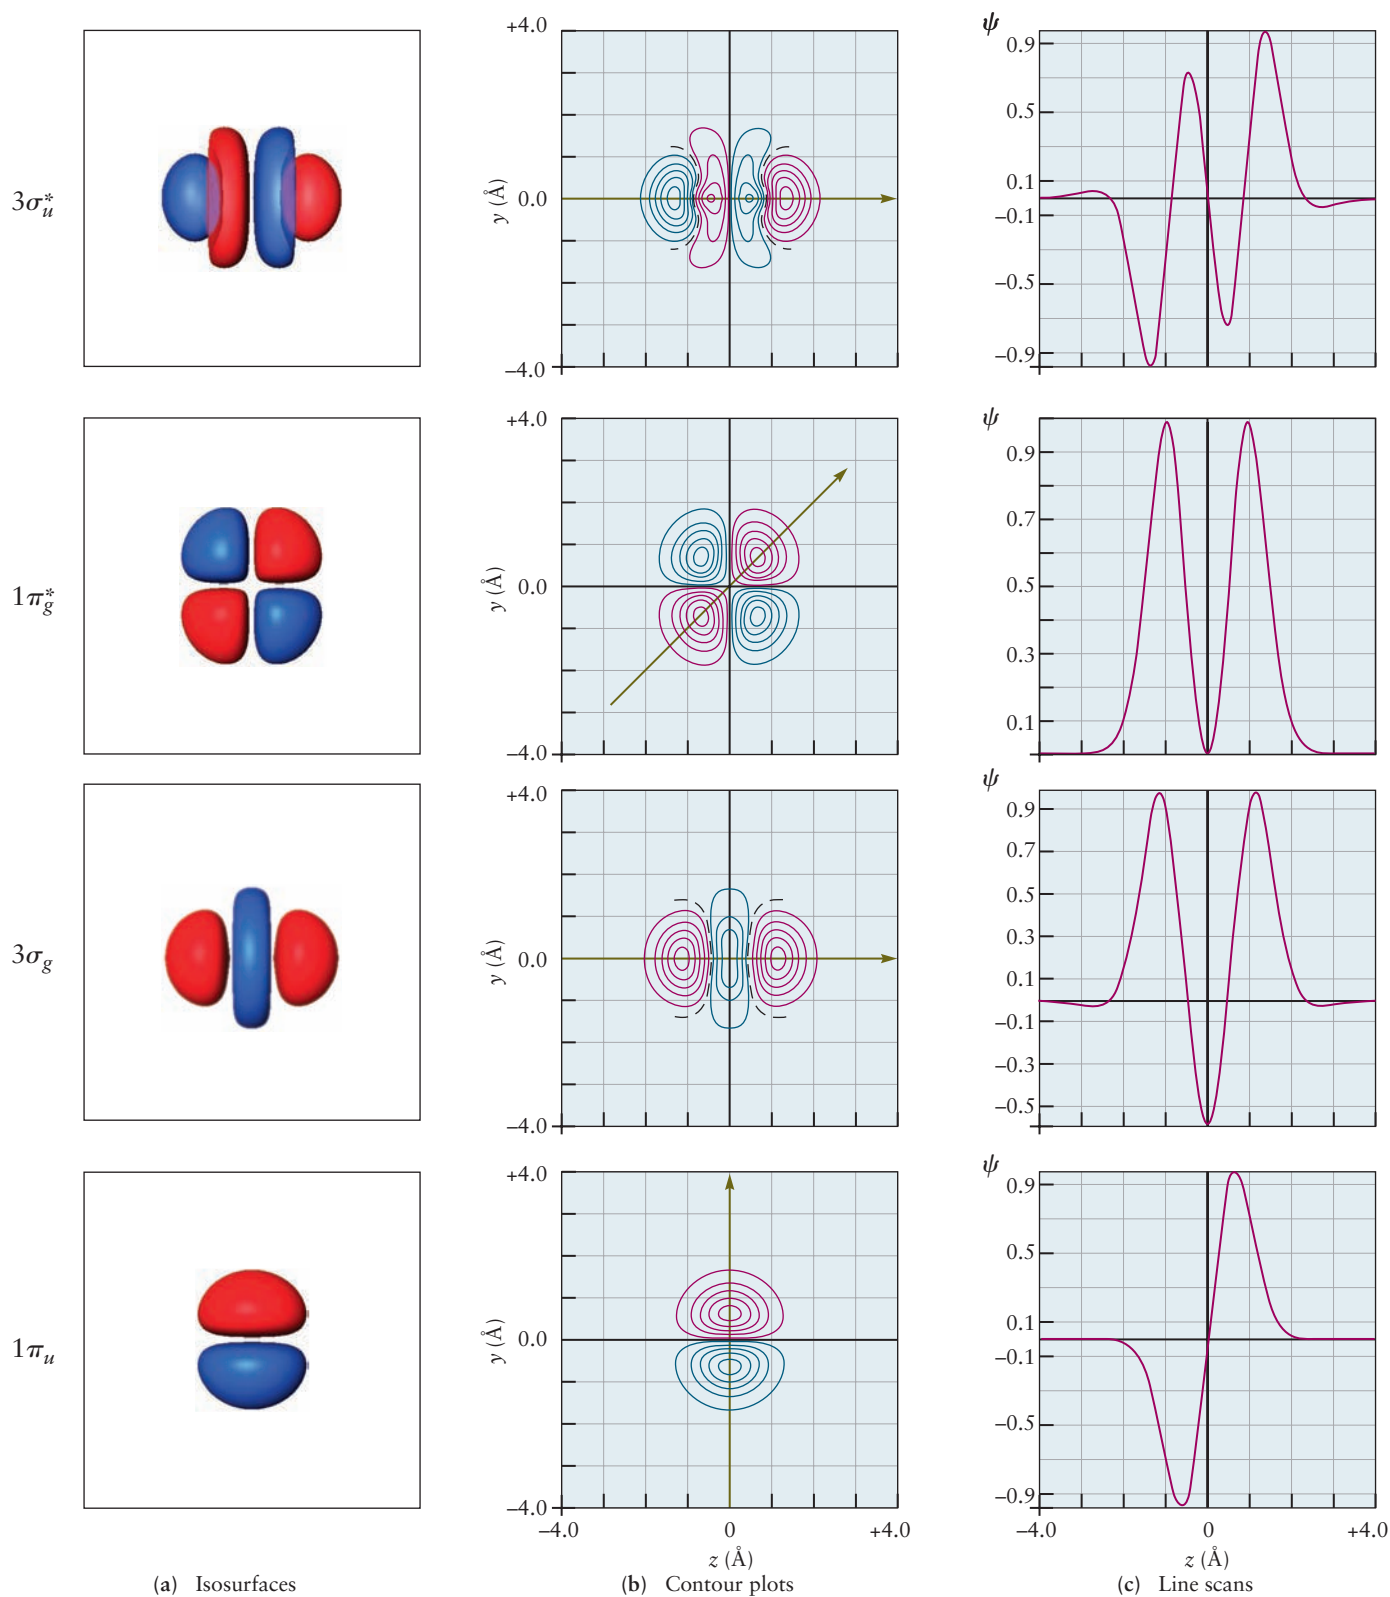 3σu*
+4.0
0.0
−4.0
y (Å)
ψ
0.9
0.5
0.1
−0.1
−0.5
−0.9
1πg*
+4.0
0.0
−4.0
y (Å)
ψ
0.9
0.7
0.5
0.3
0.1
3σg
+4.0
0.0
−4.0
y (Å)
ψ
0.9
0.7
0.5
0.3
0.1
−0.1
−0.3
−0.5
1πu
+4.0
0.0
−4.0
y (Å)
−4.0 0 +4.0
z (Å)
ψ
0.9
0.5
0.1
−0.1
−0.5
−0.9
−4.0 0 +4.0
z (Å)
(a) Isosurfaces
(b) Contour plots
(c) Line scans